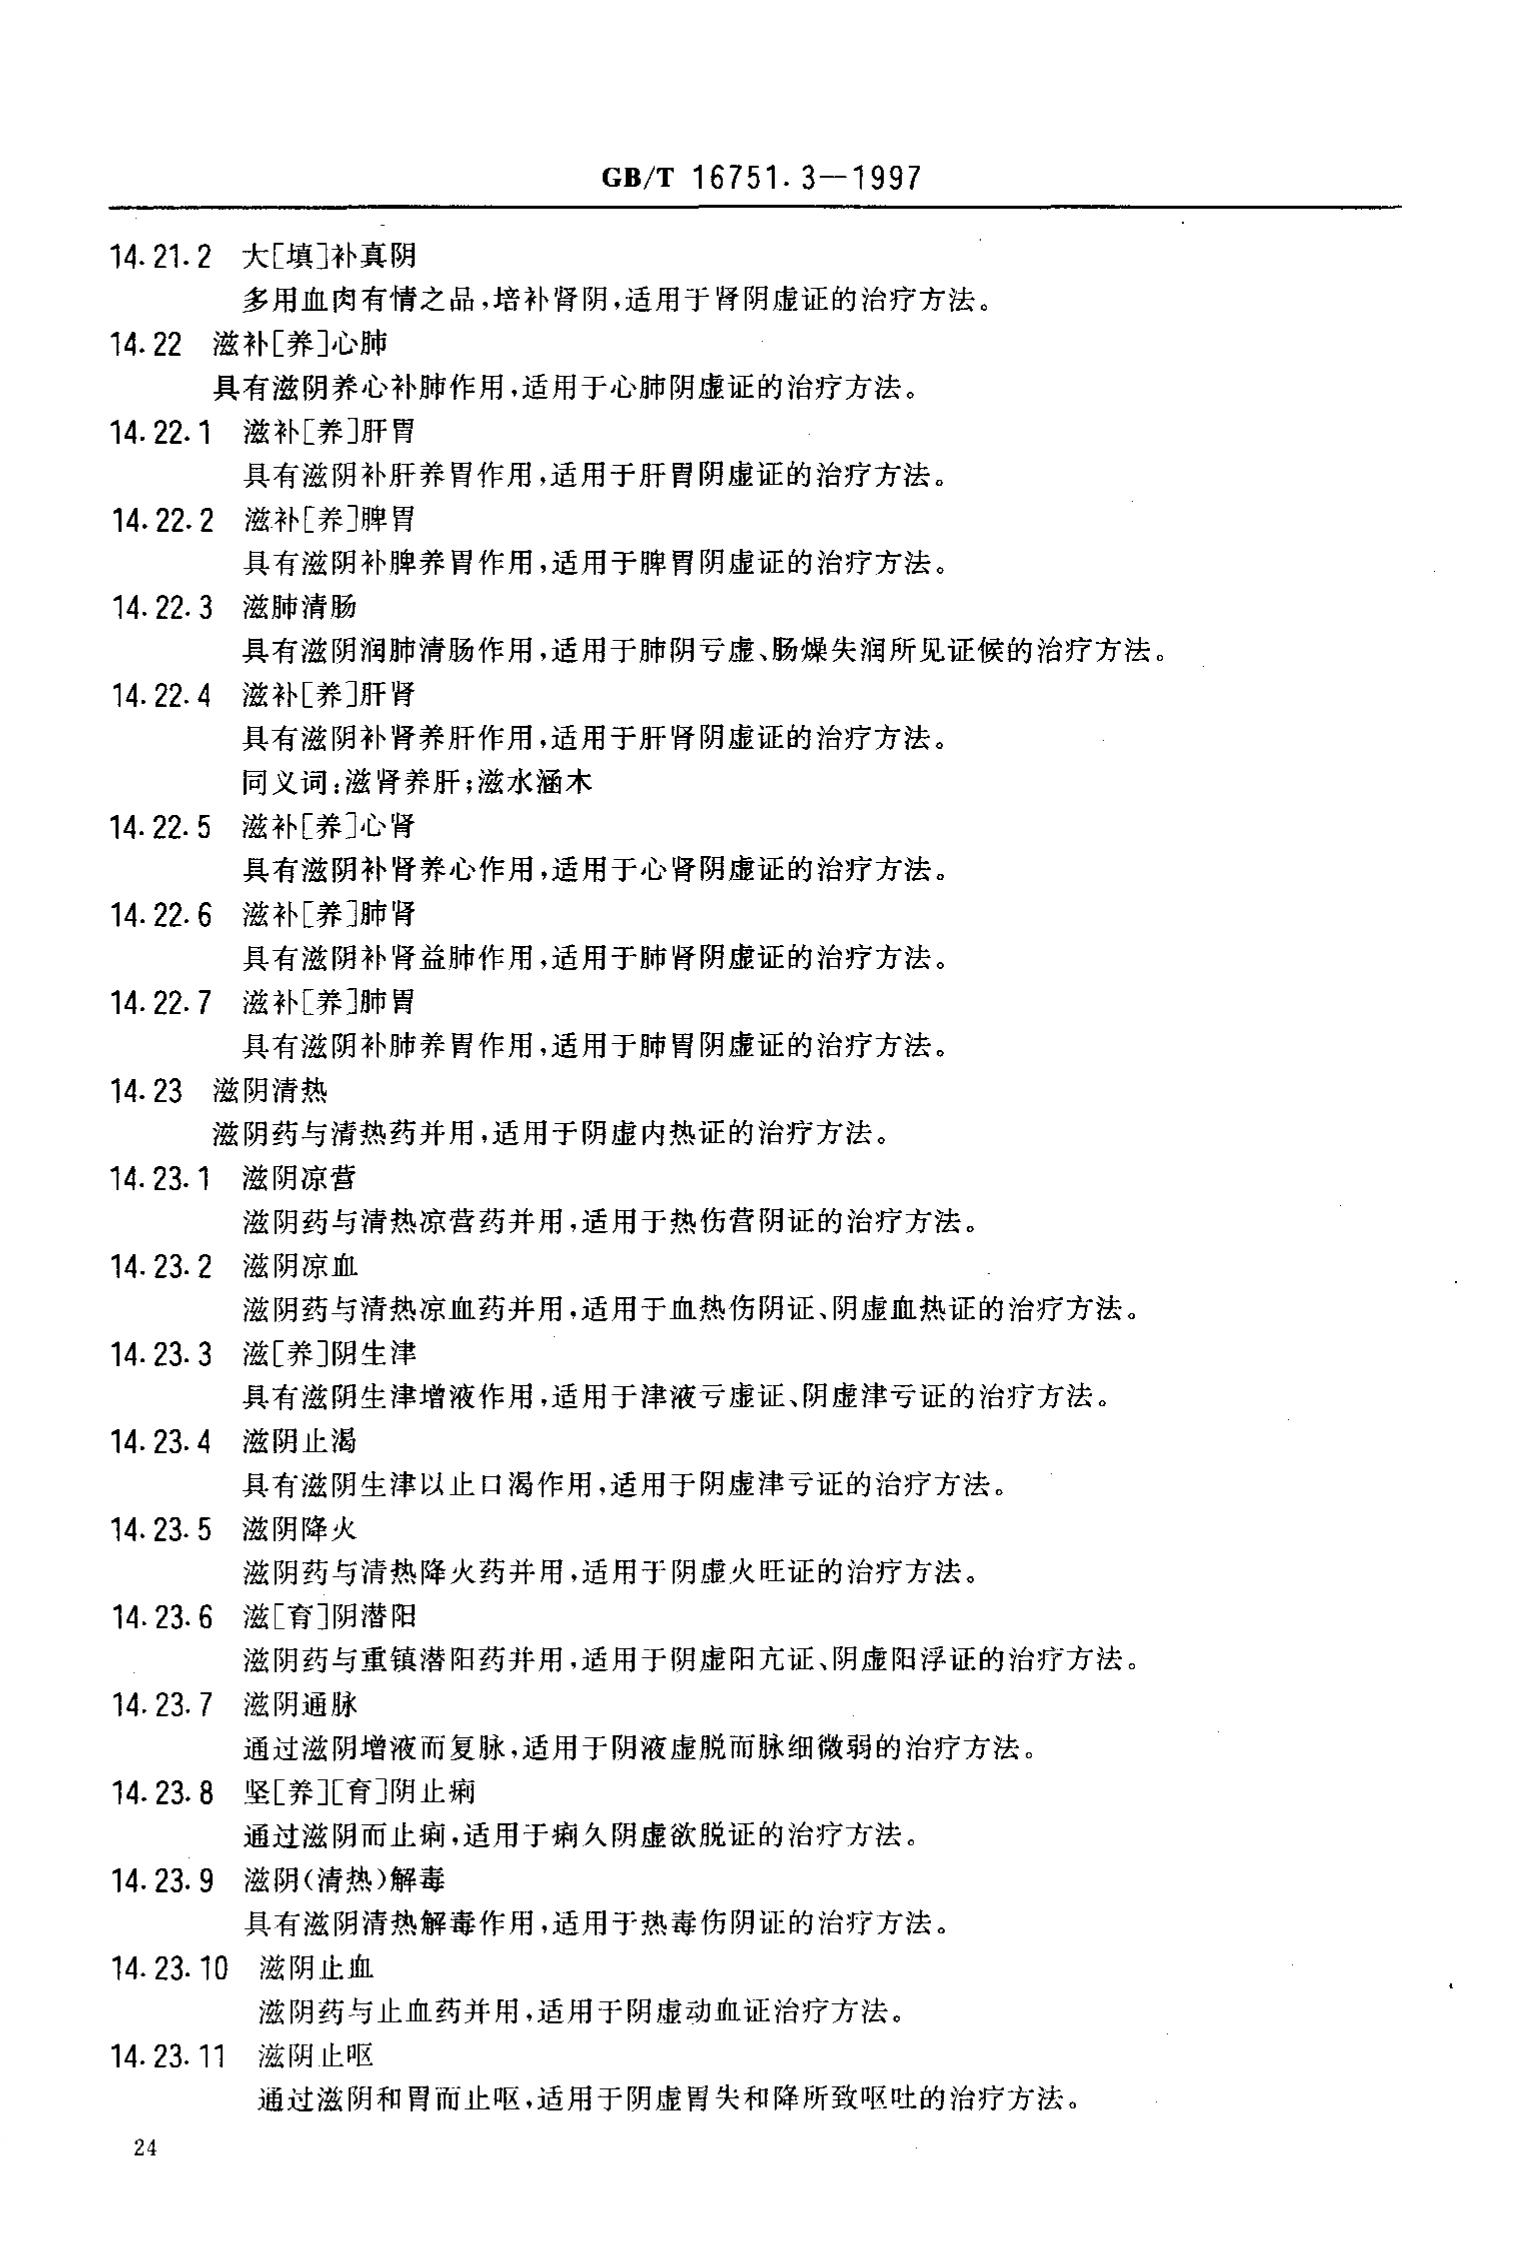 GB/T 16751.3—1997
14.21.2 大[填]补真阴
多用血肉有情之品,培补肾阴,适用于肾阴虚证的治疗方法。
14.22 滋补[养]心肺
具有滋阴养心补肺作用,适用于心肺阴虚证的治疗方法。
14.22.1 滋补[养]肝胃
具有滋阴补肝养胃作用,适用于肝胃阴虚证的治疗方法。
14.22.2 滋补[养]脾胃
具有滋阴补脾养胃作用,适用于脾胃阴虚证的治疗方法。
14.22.3 滋肺清肠
具有滋阴润肺清肠作用,适用于肺阴亏虚、肠燥失润所见证候的治疗方法。
14.22.4 滋补[养]肝肾
具有滋阴补肾养肝作用,适用于肝肾阴虚证的治疗方法。
同义词:滋肾养肝;滋水涵木
14.22.5 滋补[养]心肾
具有滋阴补肾养心作用,适用于心肾阴虚证的治疗方法。
14.22.6 滋补[养]肺肾
具有滋阴补肾益肺作用,适用于肺肾阴虚证的治疗方法。
14.22.7 滋补[养]肺胃
具有滋阴补肺养胃作用,适用于肺胃阴虚证的治疗方法。
14.23 滋阴清热
滋阴药与清热药并用,适用于阴虚内热证的治疗方法。
14.23.1 滋阴凉营
滋阴药与清热凉营药并用,适用于热伤营阴证的治疗方法。
14.23.2 滋阴凉血
滋阴药与清热凉血药并用,适用于血热伤阴证、阴虚血热证的治疗方法。
14.23.3 滋[养]阴生津
具有滋阴生津增液作用,适用于津液亏虚证、阴虚津亏证的治疗方法。
14.23.4 滋阴止渴
具有滋阴生津以止口渴作用,适用于阴虚津亏证的治疗方法。
14.23.5 滋阴降火
滋阴药与清热降火药并用,适用于阴虚火旺证的治疗方法。
14.23.6 滋[育]阴潜阳
滋阴药与重镇潜阳药并用,适用于阴虚阳亢证、阴虚阳浮证的治疗方法。
14.23.7 滋阴通脉
通过滋阴增液而复脉,适用于阴液虚脱而脉细微弱的治疗方法。
14.23.8 坚[养][育]阴止痢
通过滋阴而止痢,适用于痢久阴虚欲脱证的治疗方法。
14.23.9 滋阴(清热)解毒
具有滋阴清热解毒作用,适用于热毒伤阴证的治疗方法。
14.23.10 滋阴止血
滋阴药与止血药并用,适用于阴虚动血证治疗方法。
14.23.11 滋阴止呕
通过滋阴和胃而止呕,适用于阴虚胃失和降所致呕吐的治疗方法。
24